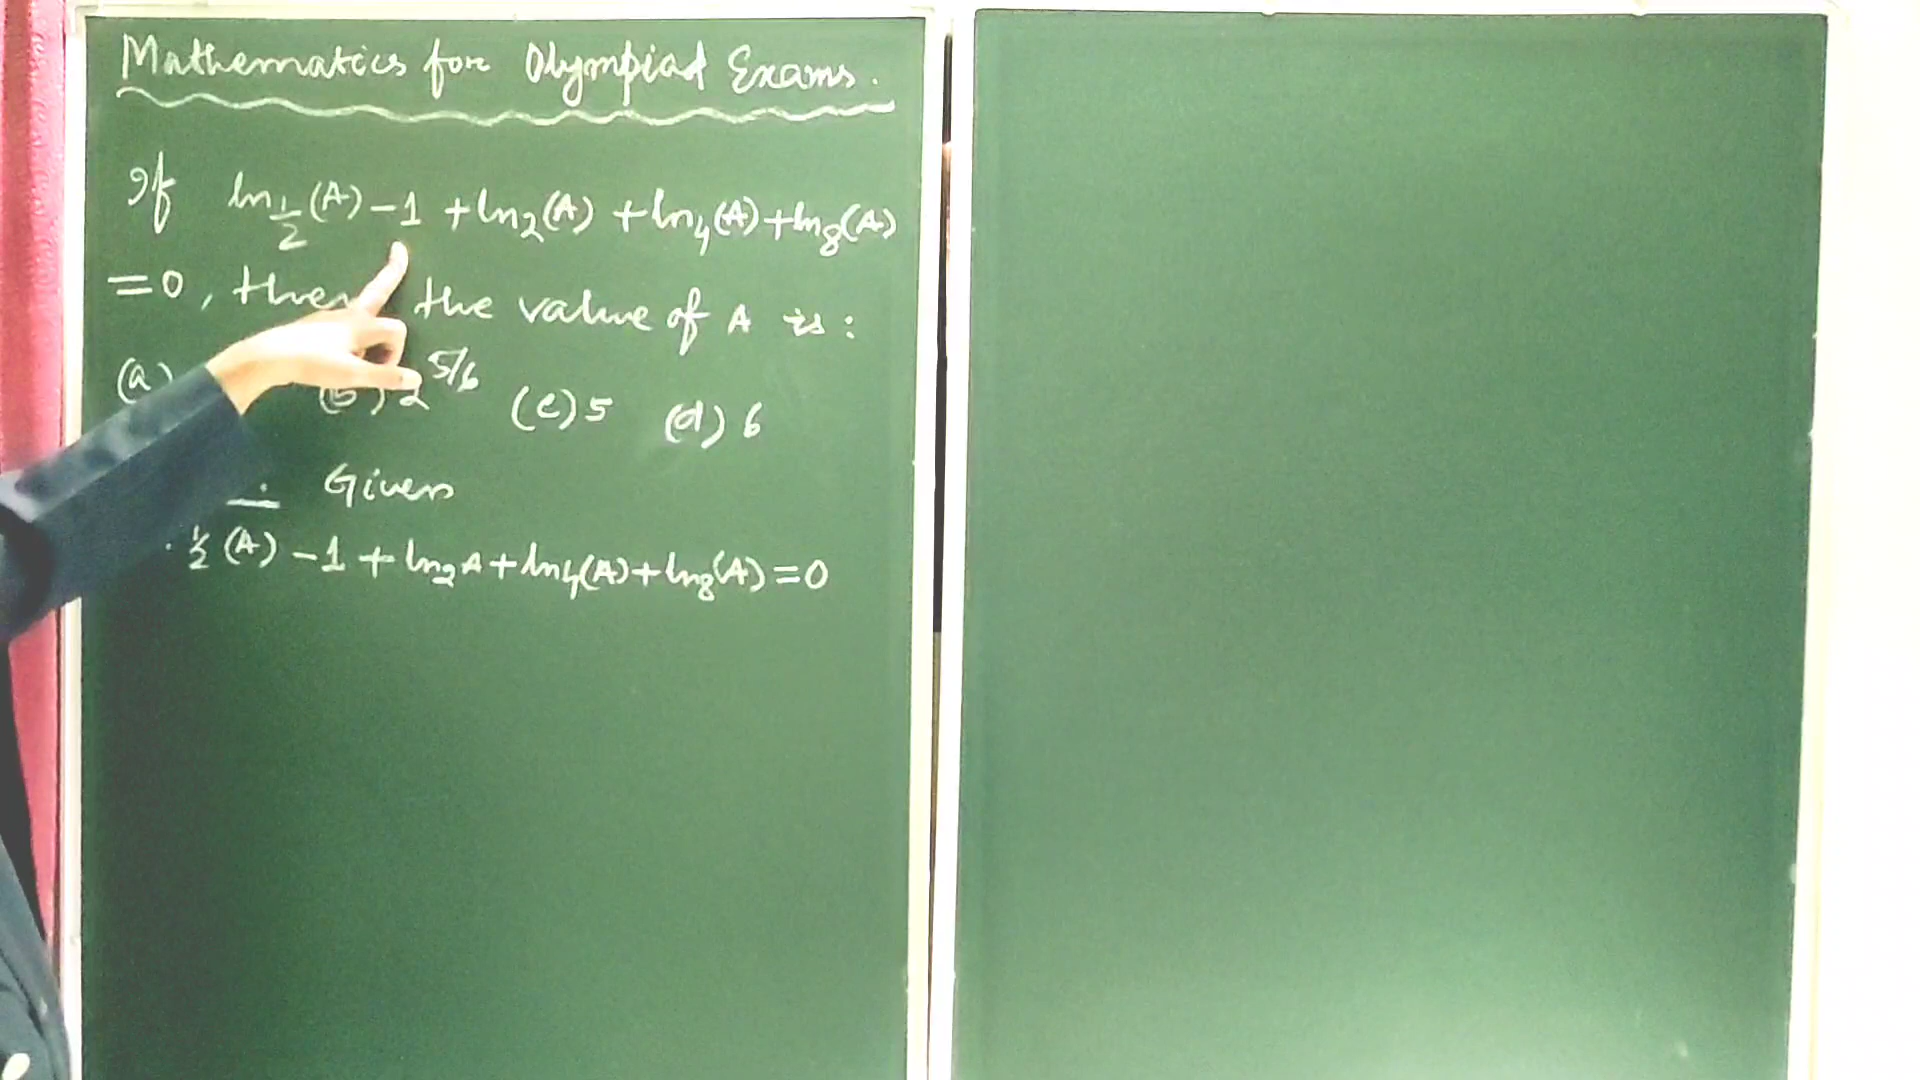 Mathematics for Olympiad Exams.
If ln½(A) -1 +ln₂(A) +ln₄(A)+ln₈(A)
=0, then the value of A is:
(a) (b) 2^5/6 (c) 5 (d) 6
Given
½(A) -1 + ln₂A+ln₄(A)+ln₈(A)=0